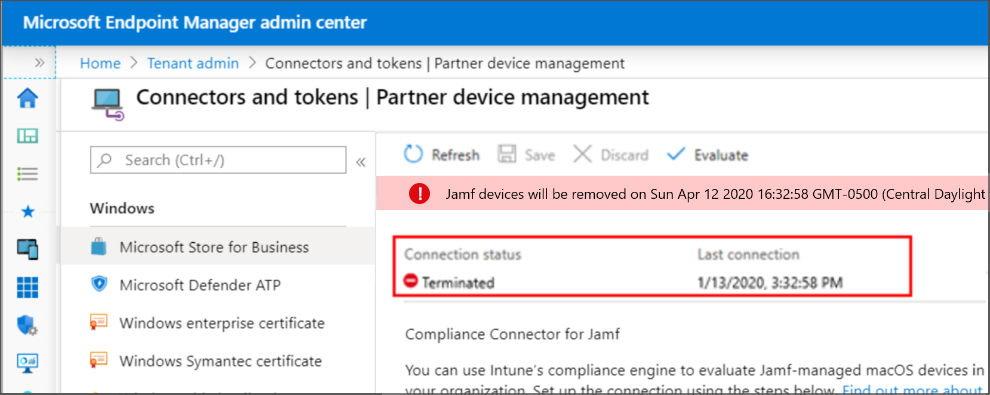 Microsoft Endpoint Manager admin center
» Home > Tenant admin > Connectors and tokens | Partner device management
Connectors and tokens | Partner device management
Search (Ctrl+/) «
Windows
Microsoft Store for Business
Microsoft Defender ATP
Windows enterprise certificate
Windows Symantec certificate
Refresh Save Discard Evaluate
Jamf devices will be removed on Sun Apr 12 2020 16:32:58 GMT-0500 (Central Daylight
Connection status Last connection
Terminated 1/13/2020, 3:32:58 PM
Compliance Connector for Jamf
You can use Intune's compliance engine to evaluate Jamf-managed macOS devices in
your organization. Set up the connection using the steps below. Find out more about